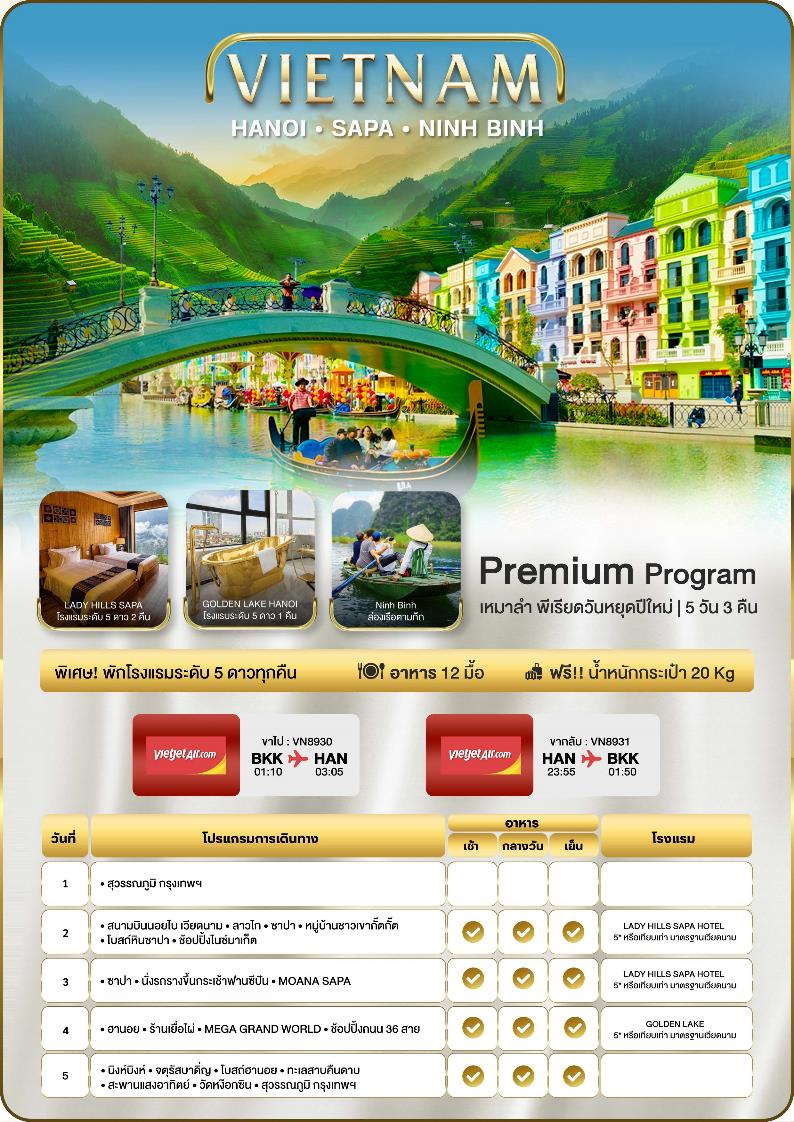 VIETNAM
HANOI • SAPA • NINH BINH
LADY HILLS SAPA
โรงแรมระดับ 5 ดาว 2 คืน
GOLDEN LAKE HANOI
โรงแรมระดับ 5 ดาว 1 คืน
Ninh Binh
ล่องเรือตามก๊ก
Premium Program
เหมาลำ พีเรียดวันหยุดปีใหม่ | 5 วัน 3 คืน
พิเศษ! พักโรงแรมระดับ 5 ดาวทุกคืน
อาหาร 12 มื้อ
ฟรี!! น้ำหนักกระเป๋า 20 Kg
vietjetAir.com
ขาไป : VN8930
BKK HAN
01:10 03:05
vietjetAir.com
ขากลับ : VN8931
HAN BKK
23:55 01:50
วันที่
โปรแกรมการเดินทาง
อาหาร
เช้า กลางวัน เย็น
โรงแรม
1
• สุวรรณภูมิ กรุงเทพฯ
2
• สนามบินนอยไบ เวียดนาม • ลาวไก • ซาปา • หมู่บ้านชาวเขากั๊ตกั๊ต
• โบสถ์หินซาปา • ช้อปปิ้งไนซ์มาเก็ต
LADY HILLS SAPA HOTEL
5* หรือเทียบเท่า มาตรฐานเวียดนาม
3
• ซาปา • นั่งรถรางขึ้นกระเช้าฟานซีปัน • MOANA SAPA
LADY HILLS SAPA HOTEL
5* หรือเทียบเท่า มาตรฐานเวียดนาม
4
• ฮานอย • ร้านเยื่อไผ่ • MEGA GRAND WORLD • ช้อปปิ้งถนน 36 สาย
GOLDEN LAKE
5* หรือเทียบเท่า มาตรฐานเวียดนาม
5
• นิงห์บิงห์ • จตุรัสบาดิ่ญ • โบสถ์ฮานอย • ทะเลสาบคืนดาบ
• สะพานแสงอาทิตย์ • วัดหง็อกซิน • สุวรรณภูมิ กรุงเทพฯ